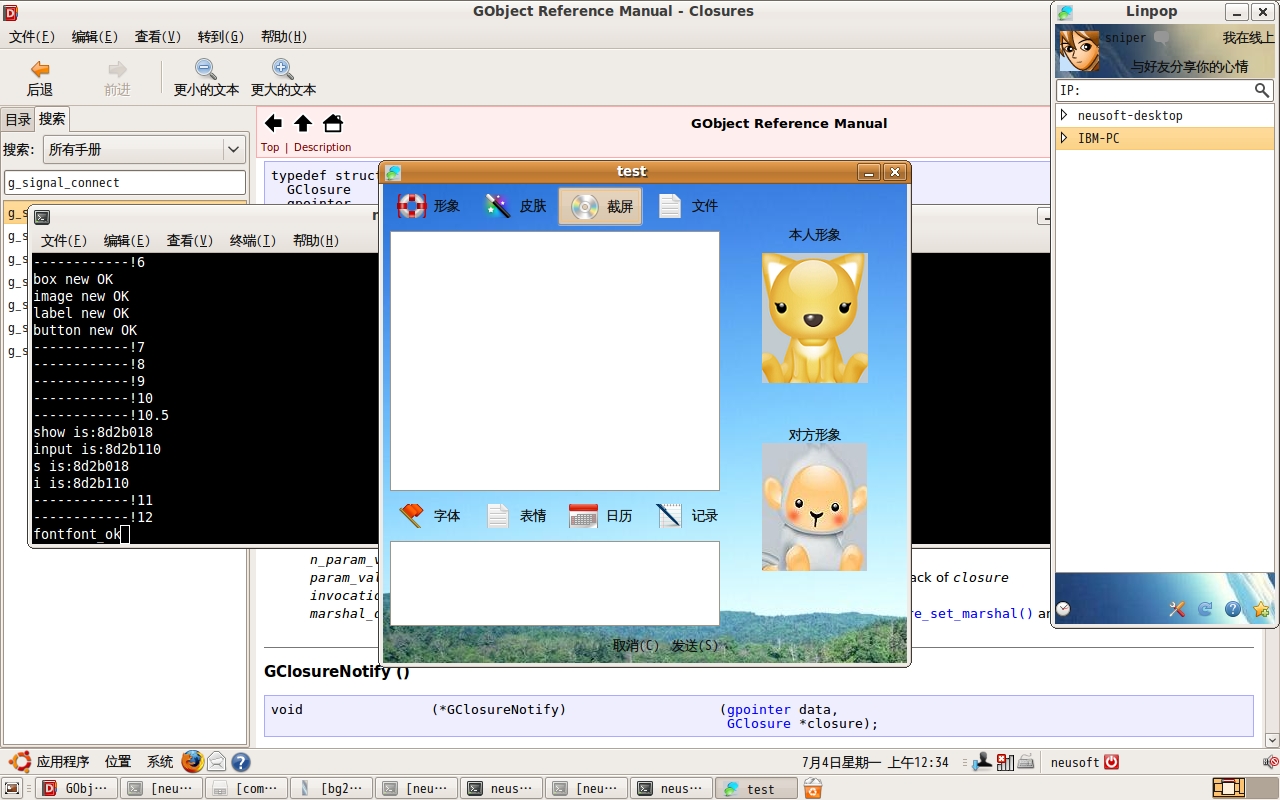 GObject Reference Manual - Closures
文件(F) 编辑(E) 查看(V) 转到(G) 帮助(H)
后退 前进 更小的文本 更大的文本
目录 搜索
搜索: 所有手册
g_signal_connect
g_s
g_s
g_s
g_s
g_s
g_s
g_s
GObject Reference Manual
Top | Description
typedef struct
GClosure
gpointer
文件(F) 编辑(E) 查看(V) 终端(T) 帮助(H)
------------!6
box new OK
image new OK
label new OK
button new OK
------------!7
------------!8
------------!9
------------!10
------------!10.5
show is:8d2b018
input is:8d2b110
s is:8d2b018
i is:8d2b110
------------!11
------------!12
fontfont_ok
test
形象 皮肤 截屏 文件
本人形象
对方形象
字体 表情 日历 记录
取消(C) 发送(S)
Linpop
sniper 我在线上
与好友分享你的心情
IP:
neusoft-desktop
IBM-PC
n_param_v
param_val ack of closure
invocatio
marshal_d re_set_marshal() an
GClosureNotify ()
void (*GClosureNotify) (gpointer data,
GClosure *closure);
应用程序 位置 系统 7月4日星期一 上午12:34 neusoft
GObj… [neu… [com… [bg2… [neu… neus… [neu… neus… test